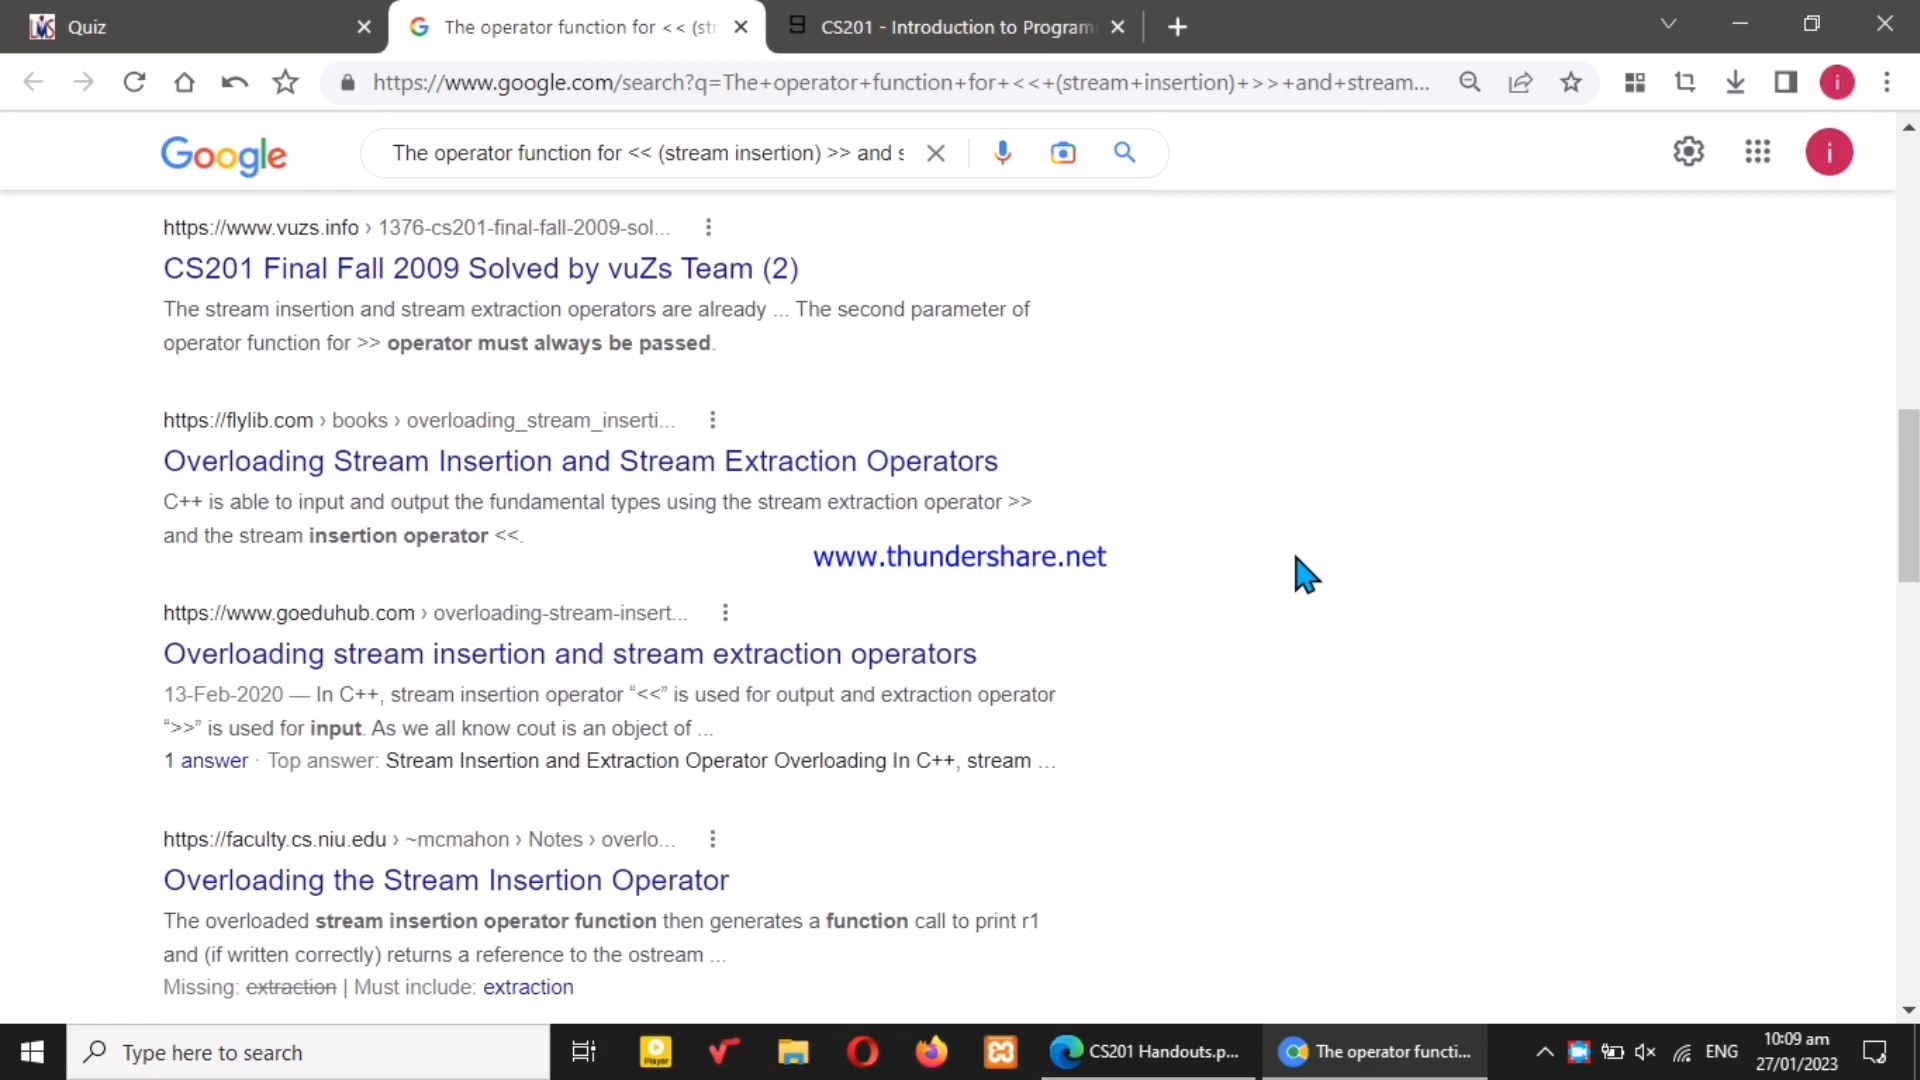 Quiz
The operator function for << (str
CS201 - Introduction to Program
https://www.google.com/search?q=The+operator+function+for+<<+(stream+insertion)+>>+and+stream...
i
Google
The operator function for << (stream insertion) >> and s
i
https://www.vuzs.info › 1376-cs201-final-fall-2009-sol...
CS201 Final Fall 2009 Solved by vuZs Team (2)
The stream insertion and stream extraction operators are already ... The second parameter of
operator function for >> operator must always be passed.
https://flylib.com › books › overloading_stream_inserti...
Overloading Stream Insertion and Stream Extraction Operators
C++ is able to input and output the fundamental types using the stream extraction operator >>
and the stream insertion operator <<.
www.thundershare.net
https://www.goeduhub.com › overloading-stream-insert...
Overloading stream insertion and stream extraction operators
13-Feb-2020 — In C++, stream insertion operator “<<” is used for output and extraction operator
“>>” is used for input. As we all know cout is an object of ...
1 answer · Top answer: Stream Insertion and Extraction Operator Overloading In C++, stream ...
https://faculty.cs.niu.edu › ~mcmahon › Notes › overlo...
Overloading the Stream Insertion Operator
The overloaded stream insertion operator function then generates a function call to print r1
and (if written correctly) returns a reference to the ostream ...
Missing: extraction | Must include: extraction
Type here to search
Player
CS201 Handouts.p...
The operator functi...
ENG
10:09 am
27/01/2023